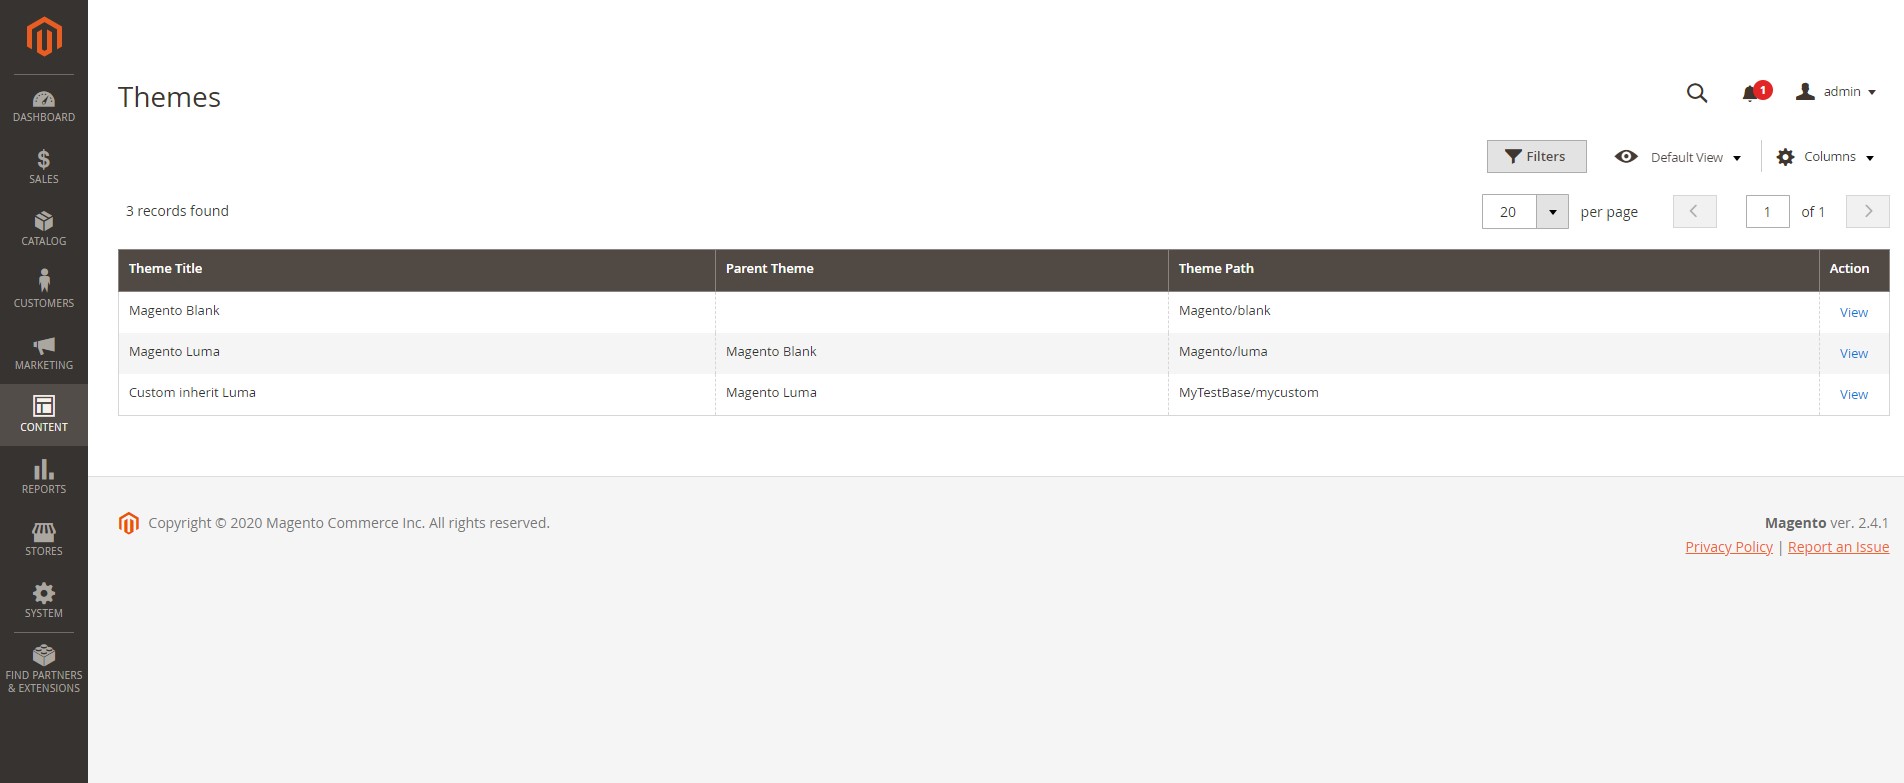 DASHBOARD
SALES
CATALOG
CUSTOMERS
MARKETING
CONTENT
REPORTS
STORES
SYSTEM
FIND PARTNERS
& EXTENSIONS
Themes
1
admin
Filters
Default View
Columns
3 records found
20
per page
1
of 1
Theme Title Parent Theme Theme Path Action
Magento Blank Magento/blank View
Magento Luma Magento Blank Magento/luma View
Custom inherit Luma Magento Luma MyTestBase/mycustom View
Copyright © 2020 Magento Commerce Inc. All rights reserved.
Magento ver. 2.4.1
Privacy Policy | Report an Issue